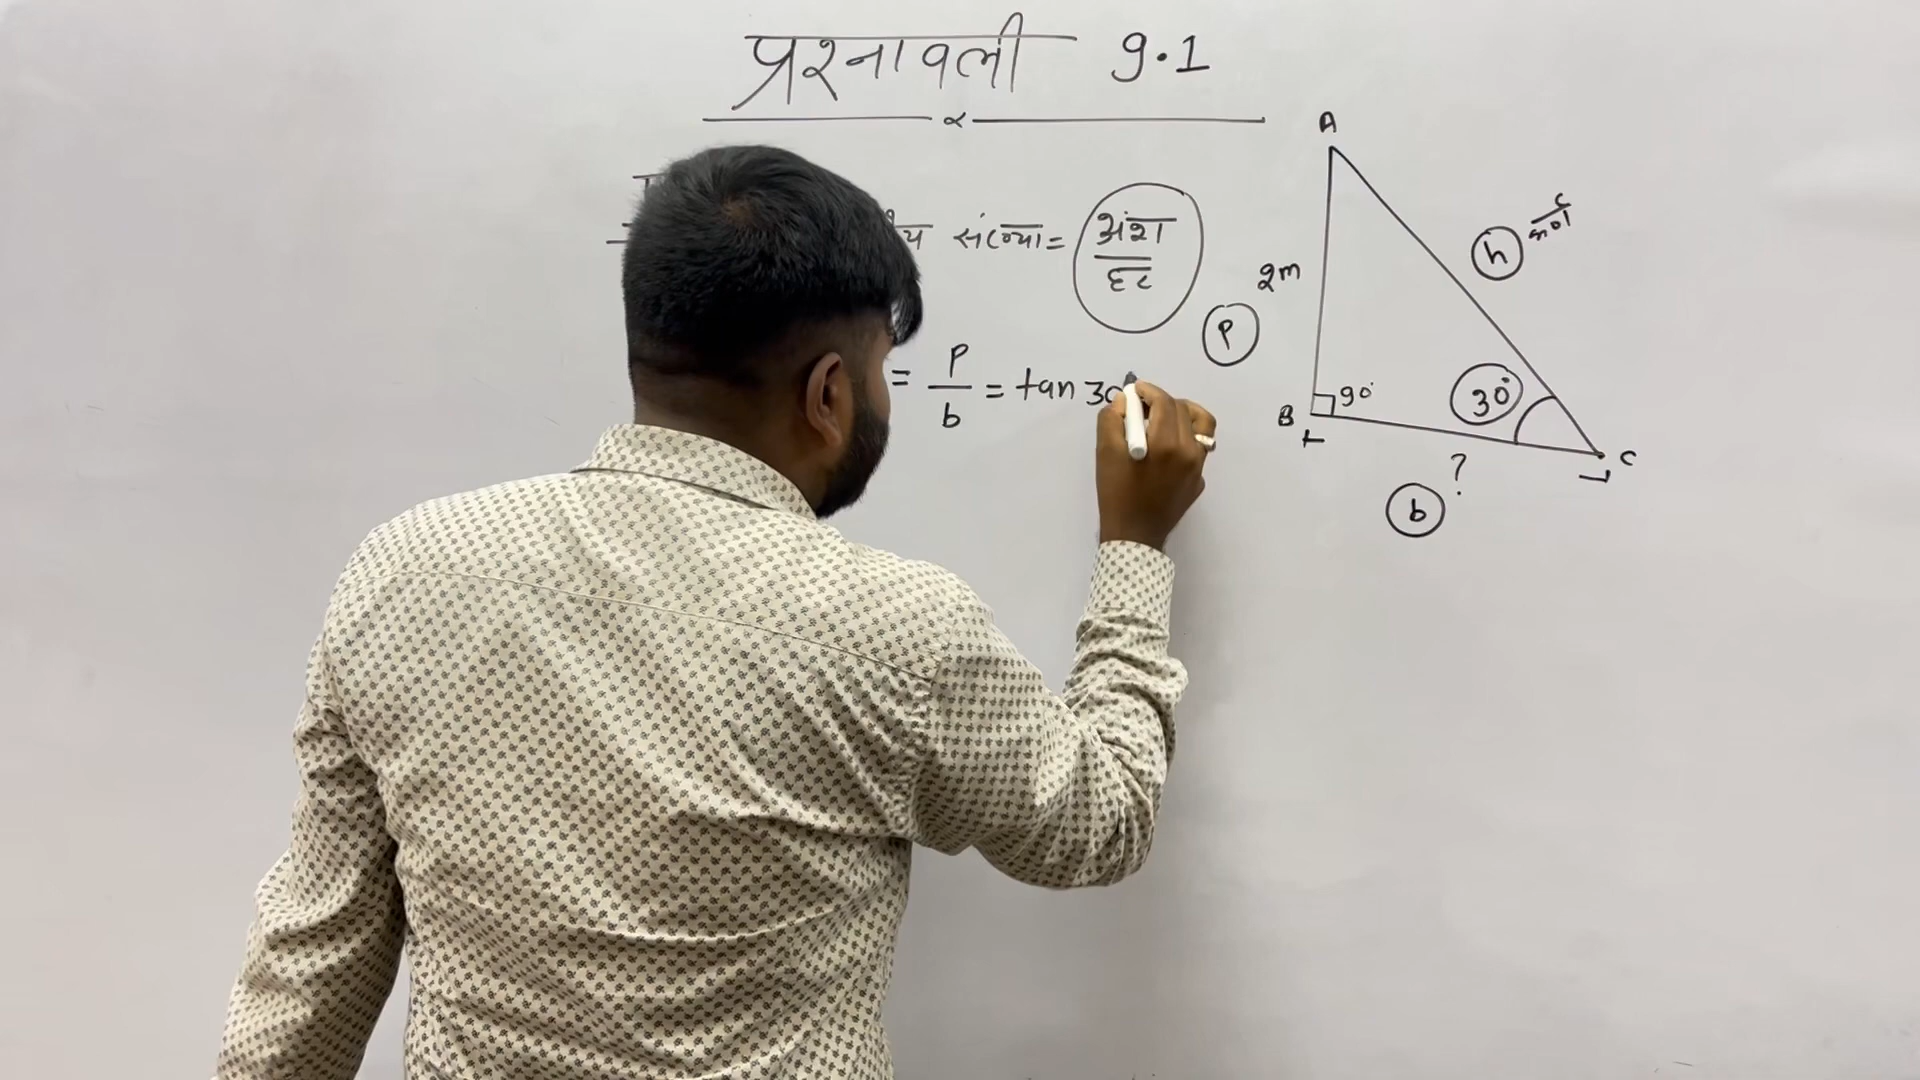 प्रश्नावली 9.1
संख्या = अंश
हर
= P = tan 30
b
A
h
कर्ण
2m
P
B
90°
30°
C
?
b